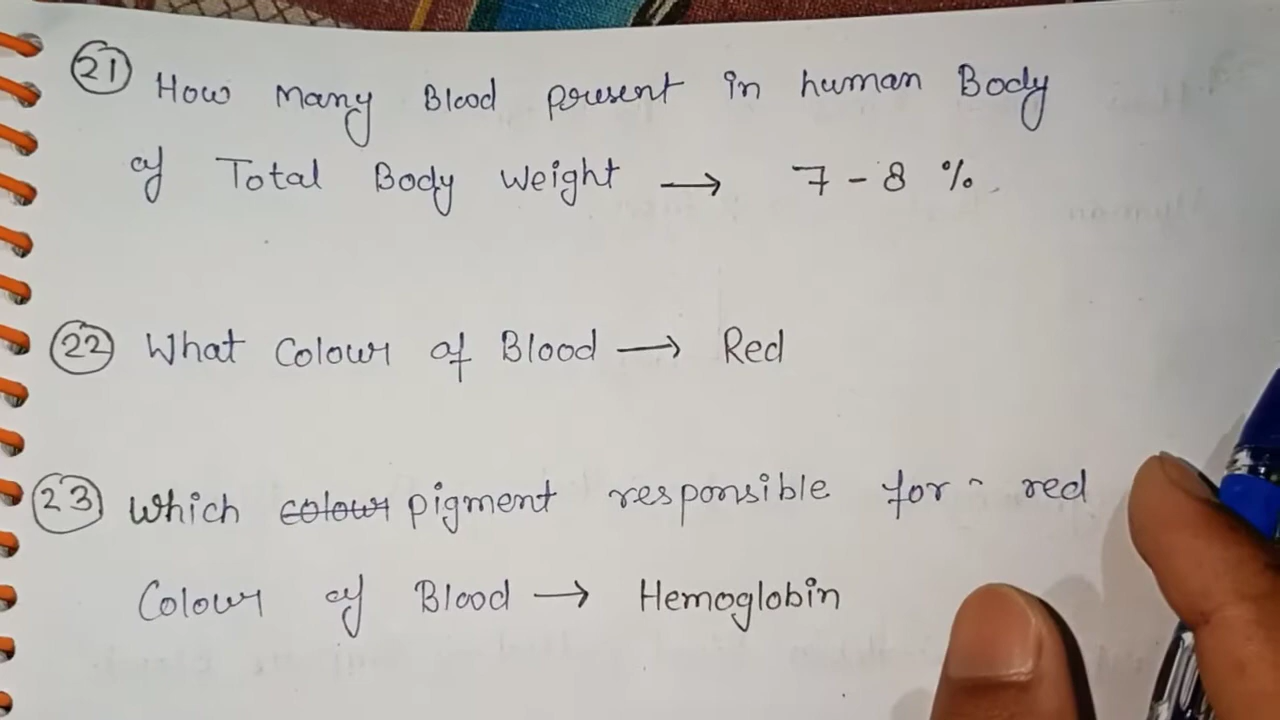 21 How Many Blood present in human Body
of Total Body Weight → 7 - 8 %
22 What Colour of Blood → Red
23 Which colour pigment responsible for red
Colour of Blood → Hemoglobin